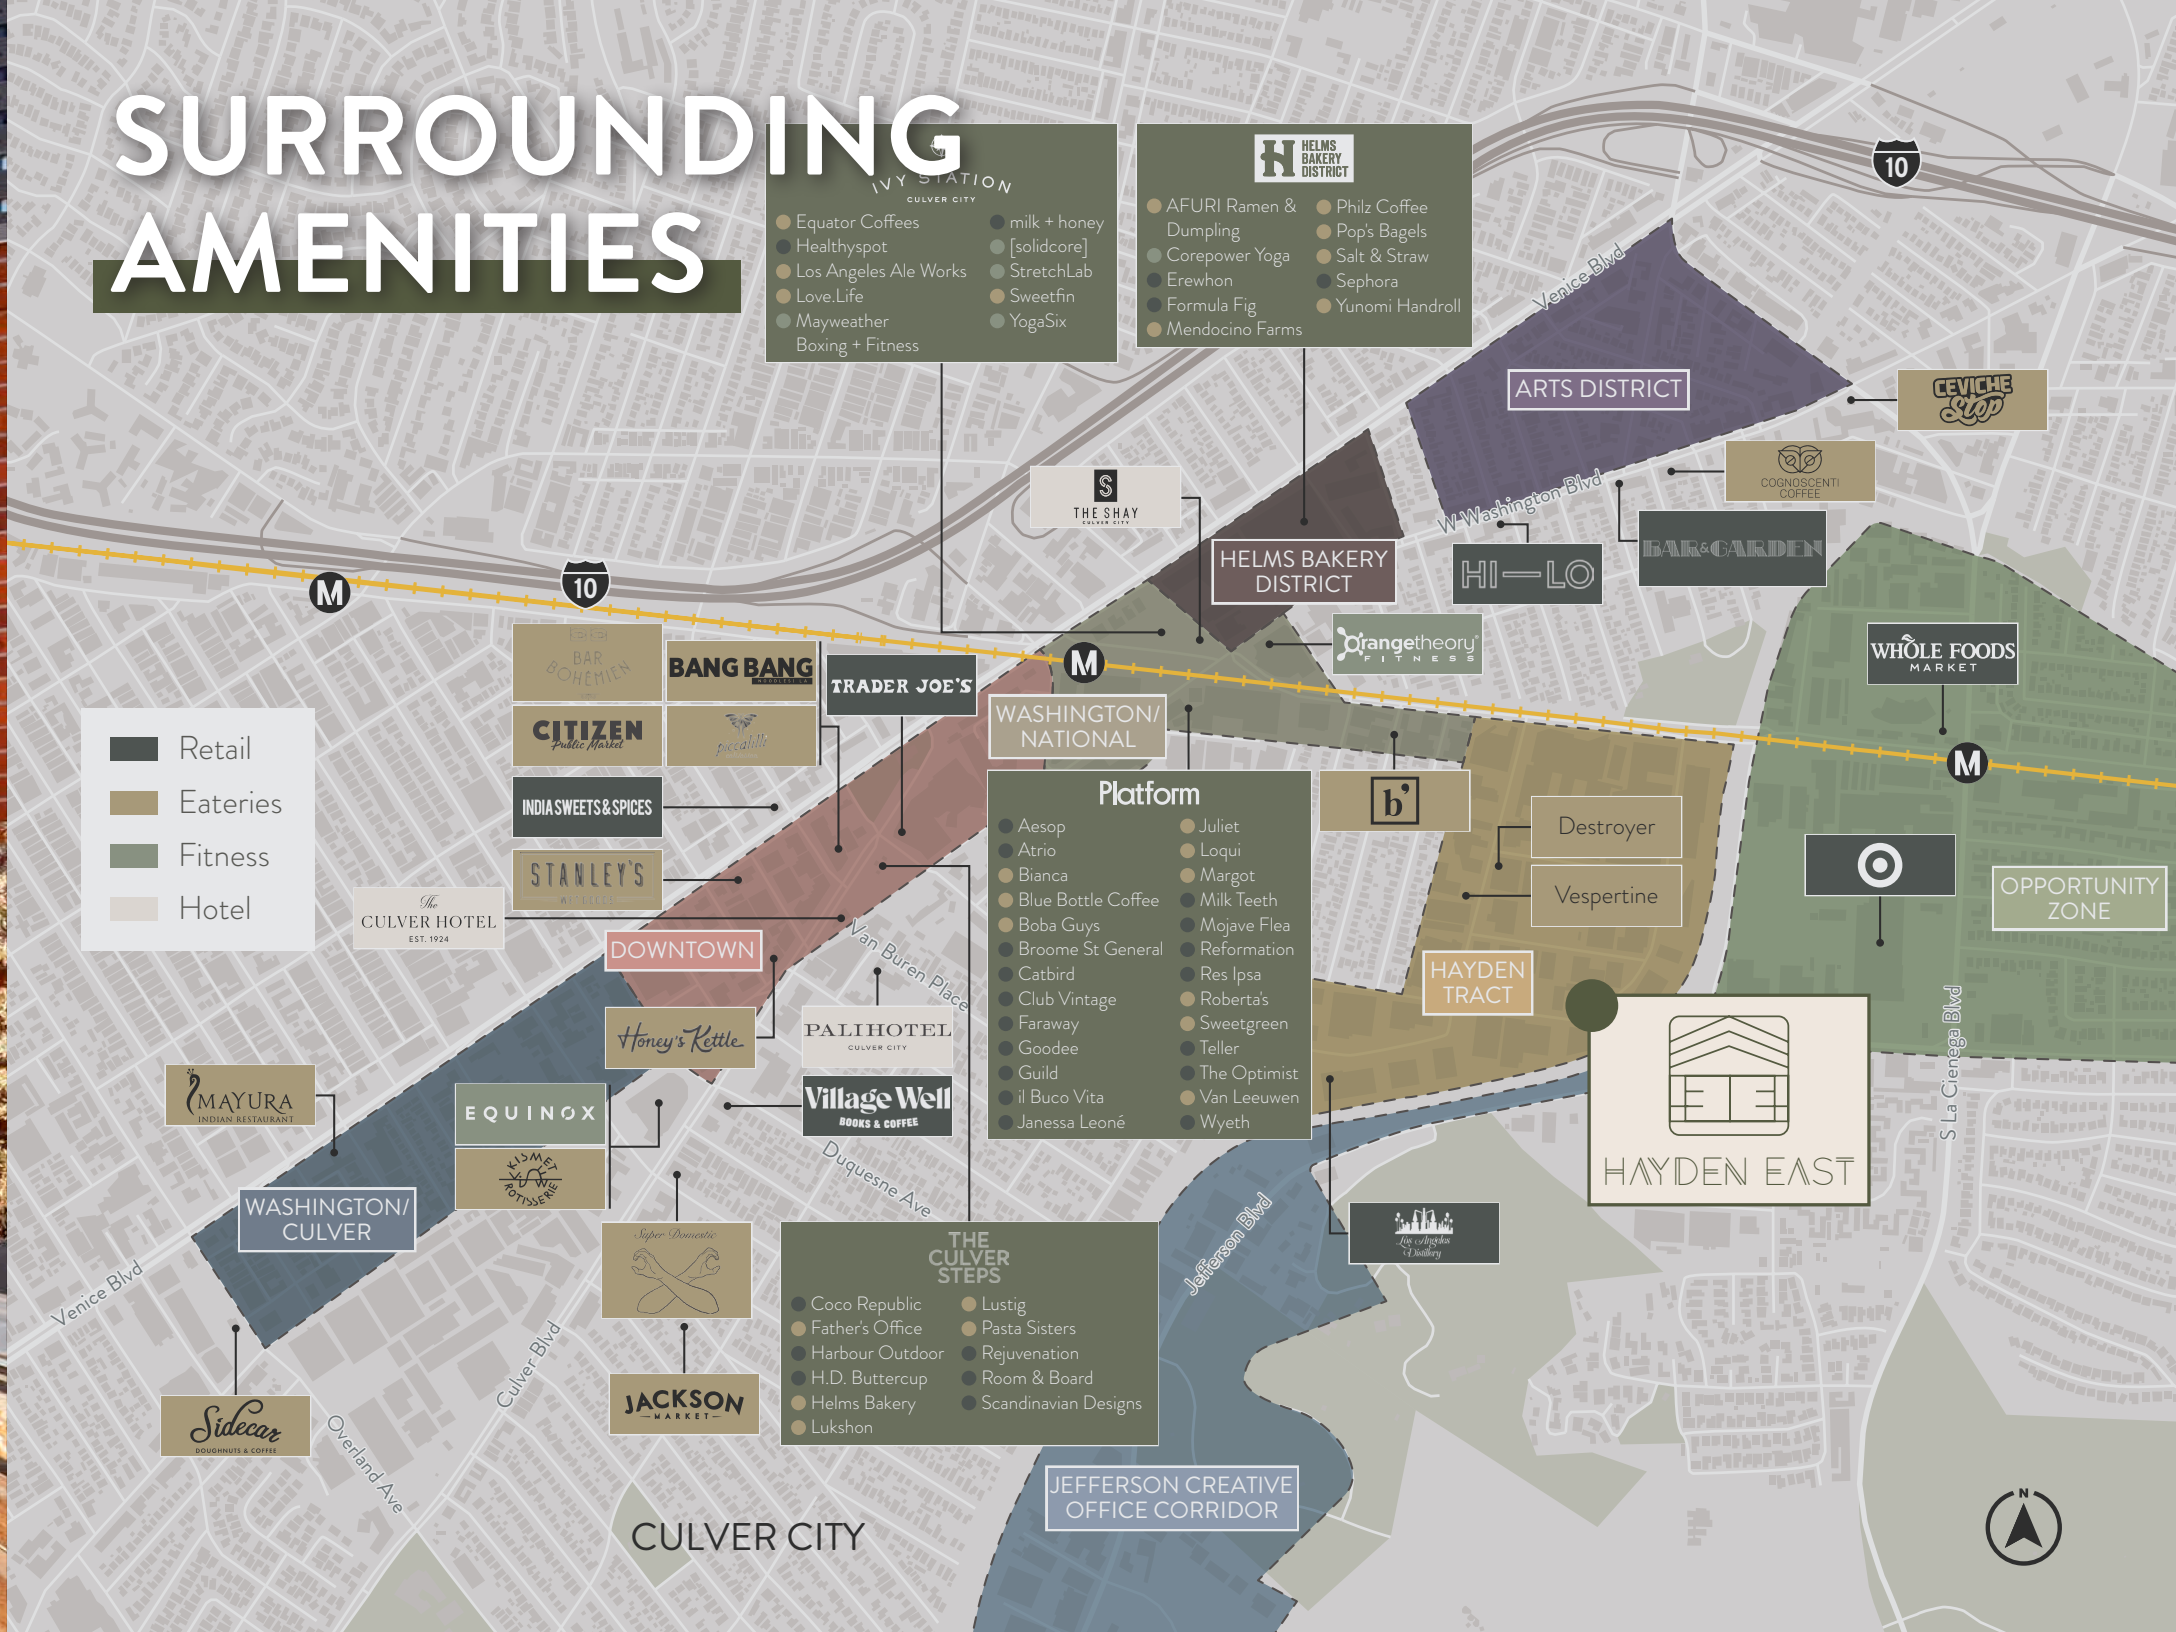 SURROUNDING
AMENITIES
IVY STATION
CULVER CITY
Equator Coffees
Healthyspot
Los Angeles Ale Works
Love.Life
Mayweather
Boxing + Fitness
milk + honey
[solidcore]
StretchLab
Sweetfin
YogaSix
HELMS
BAKERY
DISTRICT
AFURI Ramen &
Dumpling
Corepower Yoga
Erewhon
Formula Fig
Mendocino Farms
Philz Coffee
Pop's Bagels
Salt & Straw
Sephora
Yunomi Handroll
10
Venice Blvd
ARTS DISTRICT
CEVICHE
Stop
COGNOSCENTI
COFFEE
W Washington Blvd
BAR & GARDEN
HI-LO
S
THE SHAY
CULVER CITY
HELMS BAKERY
DISTRICT
Orangetheory
FITNESS
WHOLE FOODS
MARKET
M
10
M
M
BAR
BOHÉMIEN
BANG BANG
NOODLES
TRADER JOE'S
CITIZEN
Public Market
piccalilli
WASHINGTON/
NATIONAL
INDIA SWEETS & SPICES
STANLEY'S
WET GOODS
Retail
Eateries
Fitness
Hotel
The
CULVER HOTEL
EST. 1924
DOWNTOWN
Van Buren Place
Platform
Aesop
Atrio
Bianca
Blue Bottle Coffee
Boba Guys
Broome St General
Catbird
Club Vintage
Faraway
Goodee
Guild
il Buco Vita
Janessa Leoné
Juliet
Loqui
Margot
Milk Teeth
Mojave Flea
Reformation
Res Ipsa
Roberta's
Sweetgreen
Teller
The Optimist
Van Leeuwen
Wyeth
b'
Destroyer
Vespertine
HAYDEN
TRACT
OPPORTUNITY
ZONE
S La Cienega Blvd
HAYDEN EAST
Honey's Kettle
PALIHOTEL
CULVER CITY
Village Well
BOOKS & COFFEE
MAYURA
INDIAN RESTAURANT
EQUINOX
KISMET
ROTISSERIE
Duquesne Ave
WASHINGTON/
CULVER
Super Domestic
THE
CULVER
STEPS
Coco Republic
Father's Office
Harbour Outdoor
H.D. Buttercup
Helms Bakery
Lukshon
Lustig
Pasta Sisters
Rejuvenation
Room & Board
Scandinavian Designs
Jefferson Blvd
Los Angeles
Distillery
Venice Blvd
Culver Blvd
Overland Ave
Sidecar
DOUGHNUTS & COFFEE
JACKSON
MARKET
JEFFERSON CREATIVE
OFFICE CORRIDOR
CULVER CITY
N